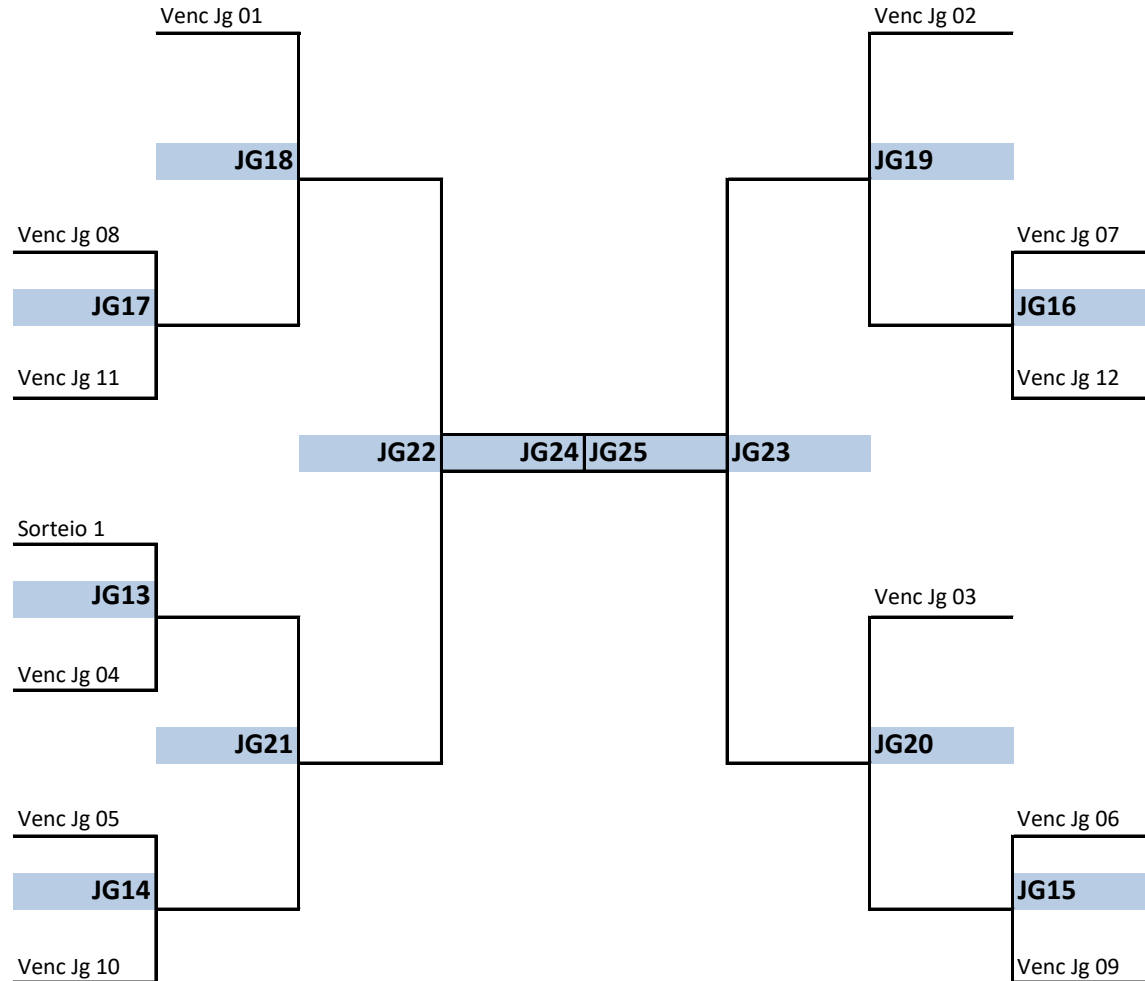 Venc Jg 01
Venc Jg 02
JG18
JG19
Venc Jg 08
Venc Jg 07
JG17
JG16
Venc Jg 11
Venc Jg 12
JG22
JG24
JG25
JG23
Sorteio 1
JG13
Venc Jg 03
Venc Jg 04
JG21
JG20
Venc Jg 05
Venc Jg 06
JG14
JG15
Venc Jg 10
Venc Jg 09